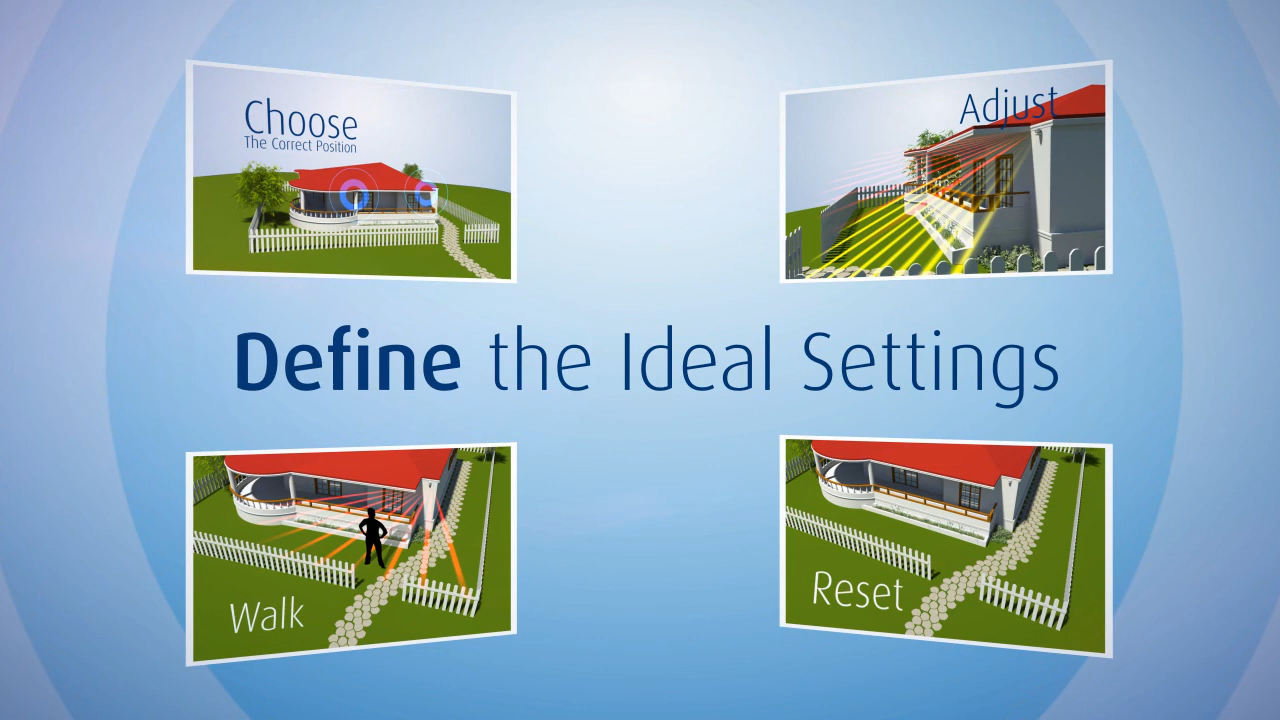 Choose
The Correct Position
Adjust
Define the Ideal Settings
Walk
Reset